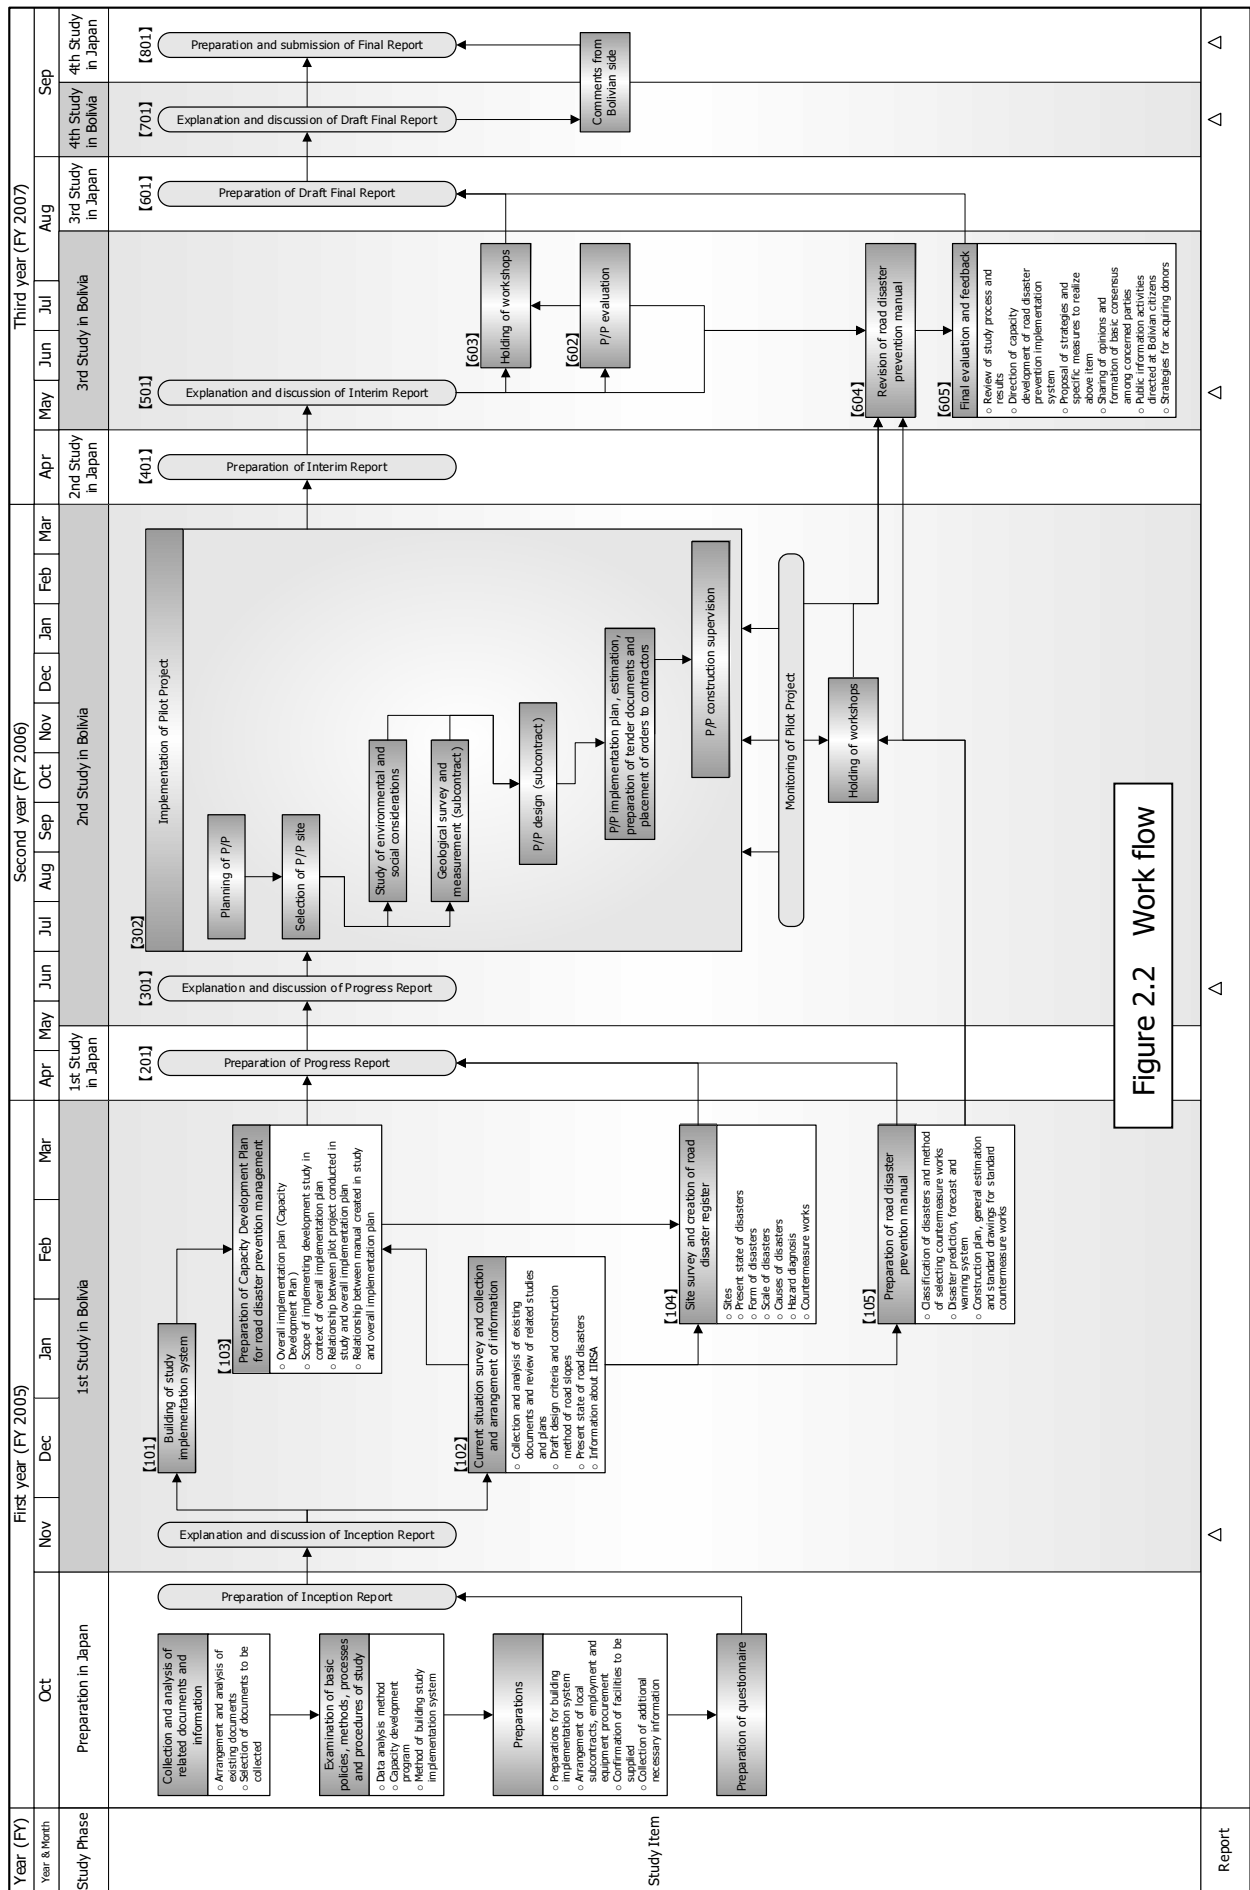 Year (FY)
First year (FY 2005)
Second year (FY 2006)
Third year (FY 2007)
Year & Month
Oct
Nov
Dec
Jan
Feb
Mar
Apr
May
Jun
Jul
Aug
Sep
Oct
Nov
Dec
Jan
Feb
Mar
Apr
May
Jun
Jul
Aug
Sep
Study Phase
Preparation in Japan
1st Study in Bolivia
1st Study
in Japan
2nd Study in Bolivia
2nd Study
in Japan
3rd Study in Bolivia
3rd Study
in Japan
4th Study
in Bolivia
4th Study
in Japan
Study Item
Collection and analysis of
related documents and
information
○ Arrangement and analysis of
existing documents
○ Selection of documents to be
collected
Examination of basic
policies, methods, processes
and procedures of study
○ Data analysis method
○ Capacity development
program
○ Method of building study
implementation system
Preparations
○ Preparations for building
implementation system
○ Arrangement of local
subcontracts, employment and
equipment procurement
○ Confirmation of facilities to be
supplied
○ Collection of additional
necessary information
Preparation of questionnaire
Preparation of Inception Report
Explanation and discussion of Inception Report
【101】
Building of study
implementation system
【102】
Current situation survey and collection
and arrangement of information
○ Collection and analysis of existing
documents and review of related studies
and plans
○ Draft design criteria and construction
method of road slopes
○ Present state of road disasters
○ Information about IIRSA
【103】
Preparation of Capacity Development Plan
for road disaster prevention management
○ Overall implementation plan (Capacity
Development Plan)
○ Scope of implementing development study in
context of overall implementation plan
○ Relationship between pilot project conducted in
study and overall implementation plan
○ Relationship between manual created in study
and overall implementation plan
【104】
Site survey and creation of road
disaster register
○ Sites
○ Present state of disasters
○ Form of disasters
○ Scale of disasters
○ Causes of disasters
○ Hazard diagnosis
○ Countermeasure works
【105】
Preparation of road disaster
prevention manual
○ Classification of disasters and method
of selecting countermeasure works
○ Disaster prediction, forecast and
warning system
○ Construction plan, general estimation
and standard drawings for standard
countermeasure works
【201】
Preparation of Progress Report
【301】
Explanation and discussion of Progress Report
【302】
Implementation of Pilot Project
Planning of P/P
Selection of P/P site
Study of environmental and
social considerations
Geological survey and
measurement (subcontract)
P/P design (subcontract)
P/P implementation plan, estimation,
preparation of tender documents and
placement of orders to contractors
P/P construction supervision
Monitoring of Pilot Project
Holding of workshops
【401】
Preparation of Interim Report
【501】
Explanation and discussion of Interim Report
【603】
Holding of workshops
【602】
P/P evaluation
【604】
Revision of road disaster
prevention manual
【605】
Final evaluation and feedback
○ Review of study process and
results
○ Direction of capacity
development of road disaster
prevention implementation
system
○ Proposal of strategies and
specific measures to realize
above item
○ Sharing of opinions and
formation of basic consensus
among concerned parties
○ Public information activities
directed at Bolivian citizens
○ Strategies for acquiring donors
【601】
Preparation of Draft Final Report
【701】
Explanation and discussion of Draft Final Report
Comments from
Bolivian side
【801】
Preparation and submission of Final Report
Report
△ △ △ △ △
Figure 2.2 Work flow